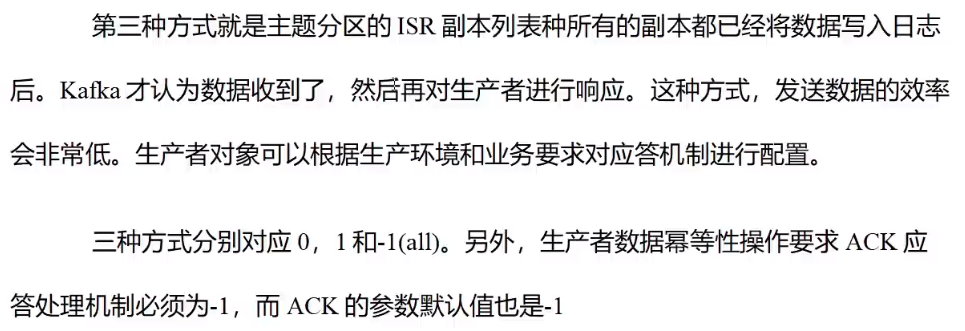 第三种方式就是主题分区的 ISR 副本列表种所有的副本都已经将数据写入日志
后。Kafka 才认为数据收到了，然后再对生产者进行响应。这种方式，发送数据的效率
会非常低。生产者对象可以根据生产环境和业务要求对应答机制进行配置。
三种方式分别对应 0，1 和-1(all)。另外，生产者数据幂等性操作要求 ACK 应
答处理机制必须为-1，而 ACK 的参数默认值也是-1